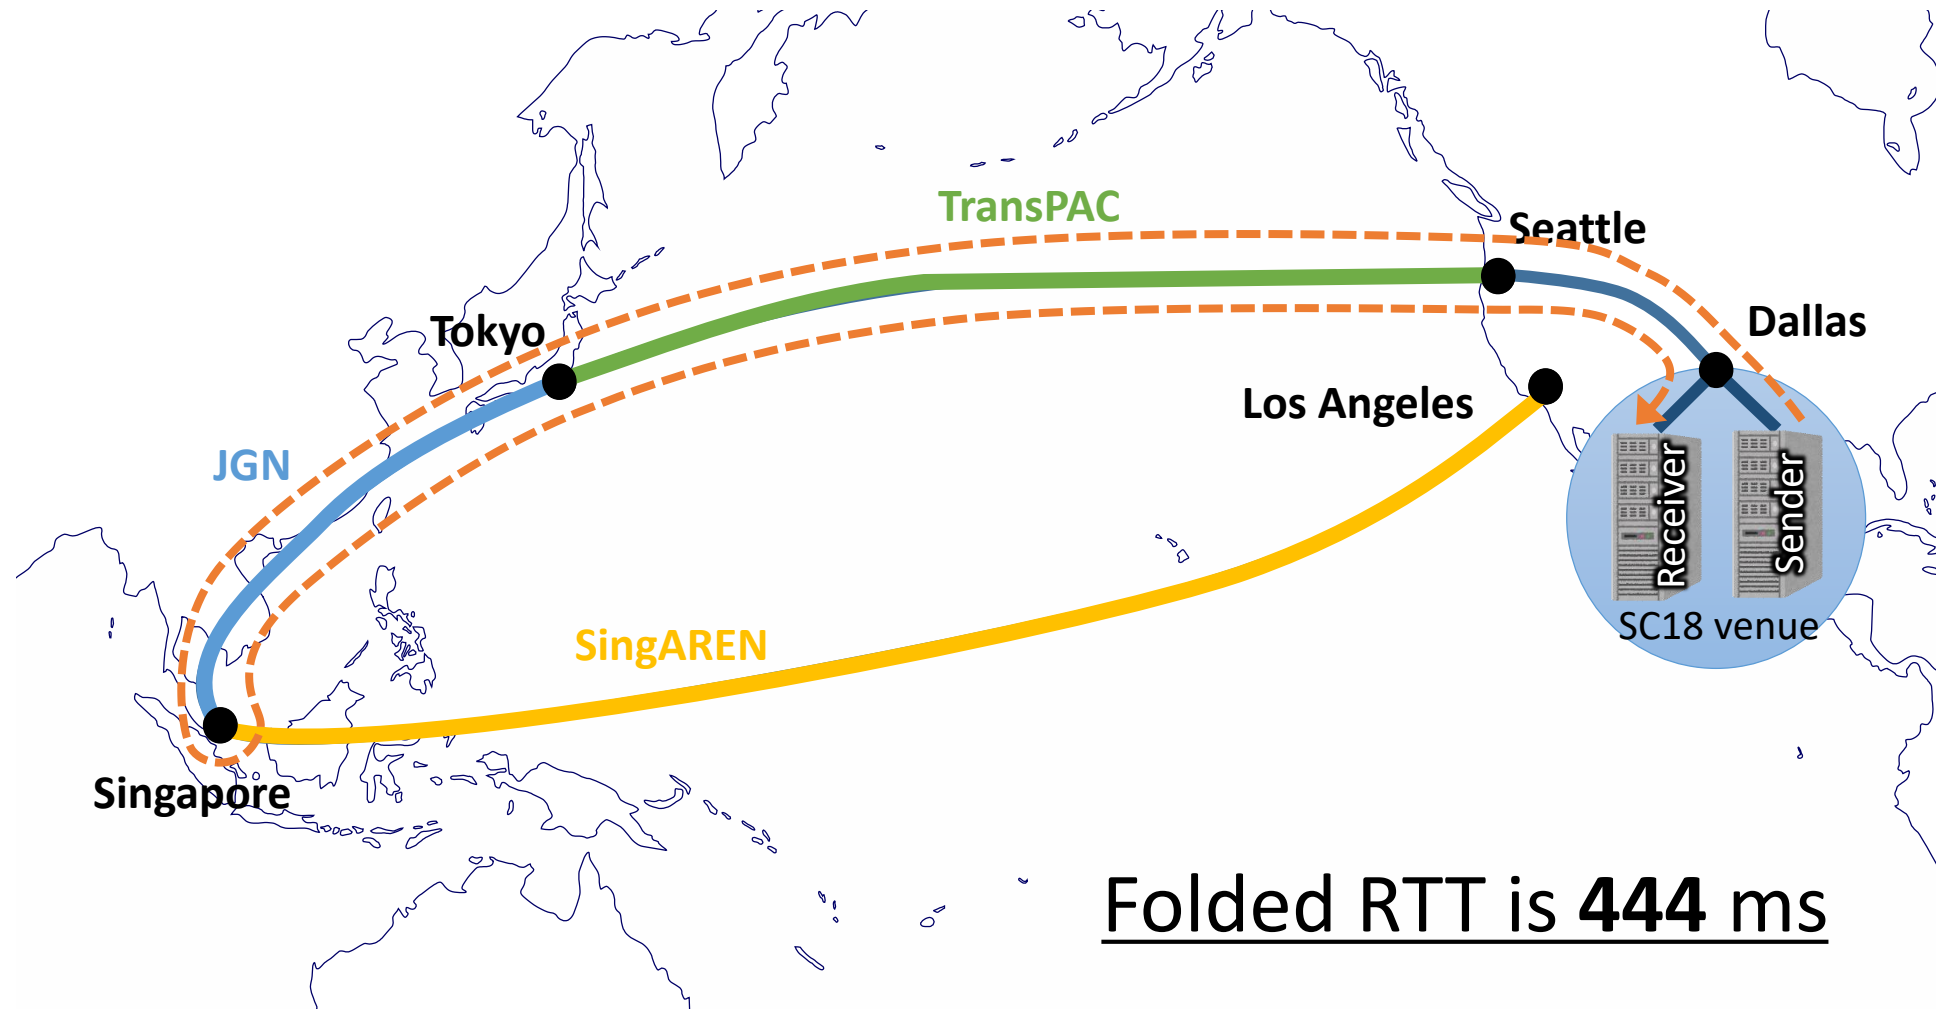 TransPAC
Seattle
Tokyo
Dallas
Los Angeles
JGN
Receiver
Sender
SC18 venue
SingAREN
Singapore
Folded RTT is 444 ms